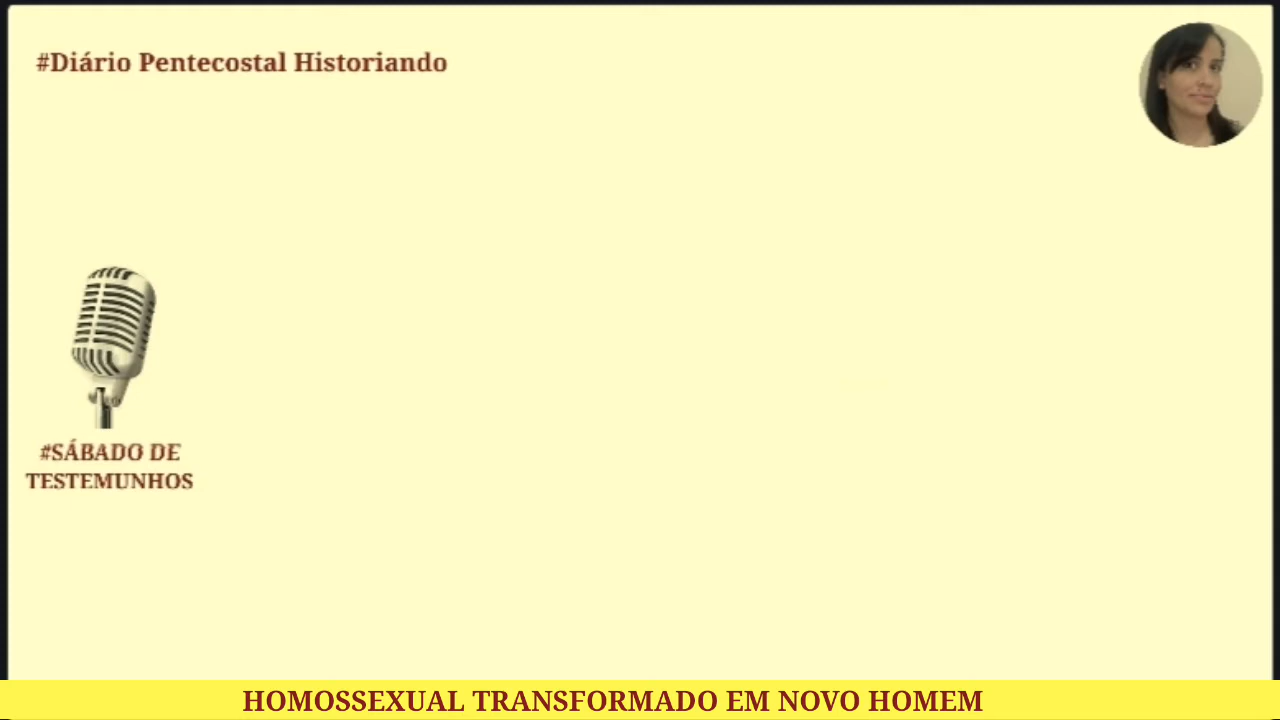 #Diário Pentecostal Historiando
#SÁBADO DE
TESTEMUNHOS
HOMOSSEXUAL TRANSFORMADO EM NOVO HOMEM